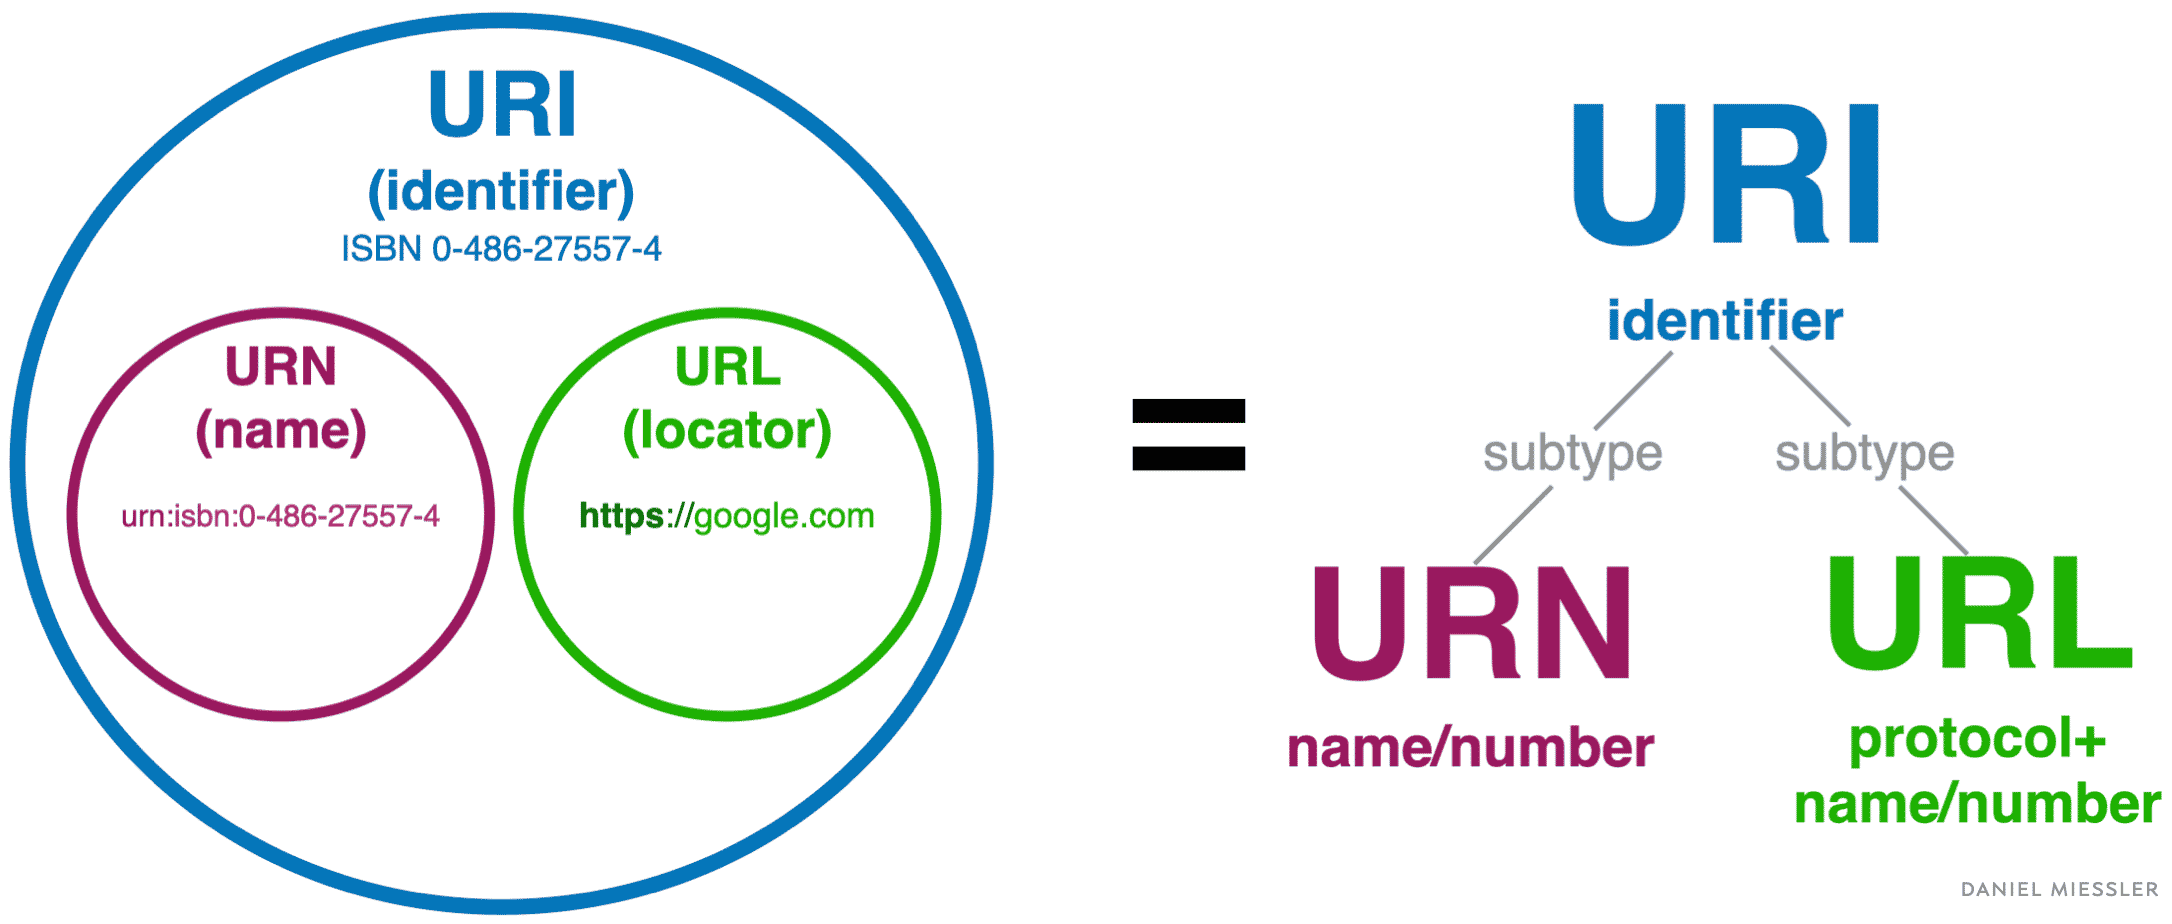 URI
(identifier)
ISBN 0-486-27557-4
URN
(name)
urn:isbn:0-486-27557-4
URL
(locator)
https://google.com
=
URI
identifier
subtype
subtype
URN
name/number
URL
protocol+
name/number
DANIEL MIESSLER